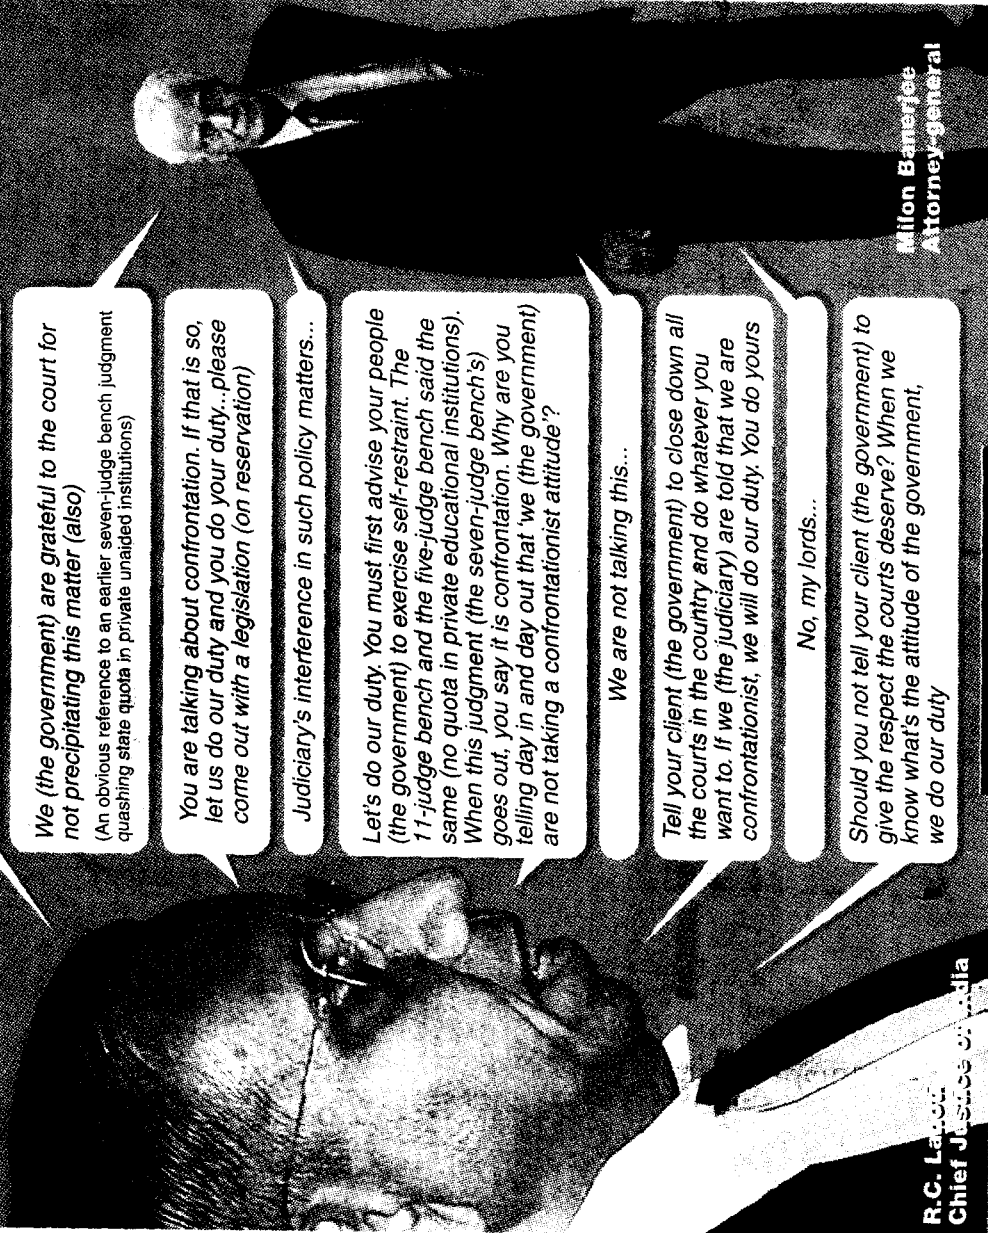 We (the government) are grateful to the court for
not precipitating this matter (also)
(An obvious reference to an earlier seven-judge bench judgment
quashing state quota in private unaided institutions)
You are talking about confrontation. If that is so,
let us do our duty and you do your duty...please
come out with a legislation (on reservation)
Judiciary's interference in such policy matters...
Let's do our duty. You must first advise your people
(the government) to exercise self-restraint. The
11-judge bench and the five-judge bench said the
same (no quota in private educational institutions).
When this judgment (the seven-judge bench's)
goes out, you say it is confrontation. Why are you
telling day in and day out that 'we (the government)
are not taking a confrontationist attitude'?
We are not talking this...
Tell your client (the government) to close down all
the courts in the country and do whatever you
want to. If we (the judiciary) are told that we are
confrontationist, we will do our duty. You do yours
No, my lords...
Should you not tell your client (the government) to
give the respect the courts deserve? When we
know what's the attitude of the government,
we do our duty
R.C. Lahoti
Chief Justice of India
Milon Banerjee
Attorney-general